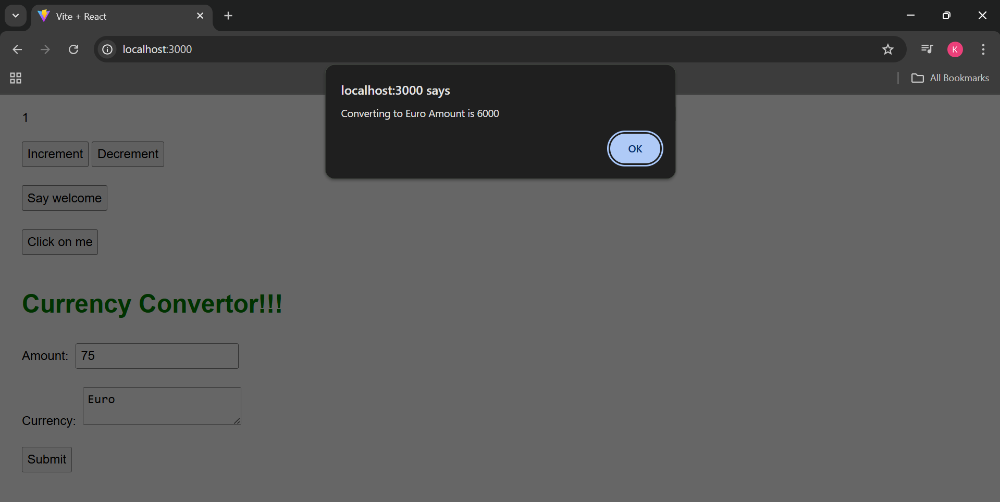 Vite + React
localhost:3000
K
All Bookmarks
localhost:3000 says
Converting to Euro Amount is 6000
OK
1
Increment Decrement
Say welcome
Click on me
Currency Convertor!!!
Amount: 75
Currency: Euro
Submit